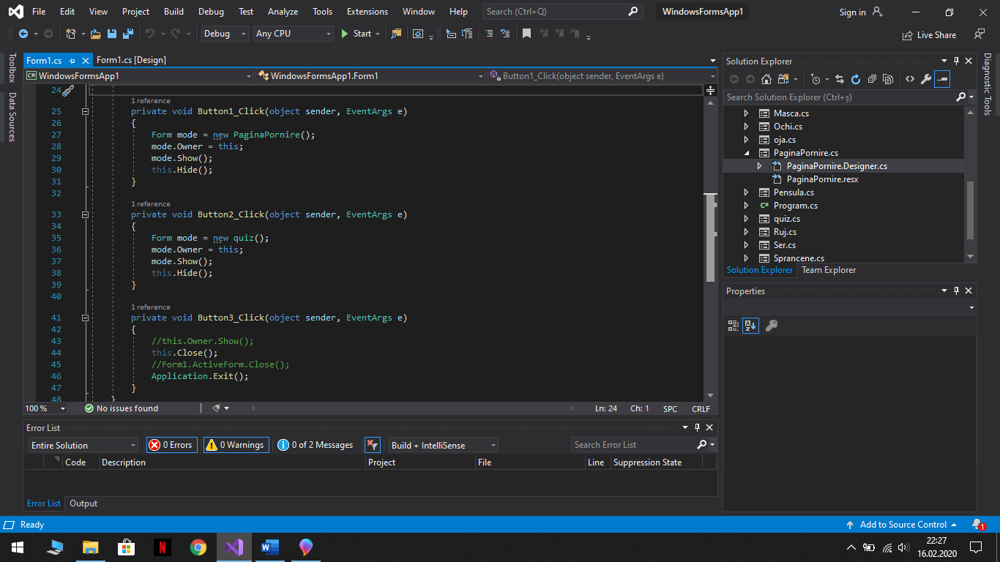 File Edit View Project Build Debug Test Analyze Tools Extensions Window Help Search (Ctrl+Q) WindowsFormsApp1 Sign in
Debug Any CPU Start Live Share
Toolbox
Data Sources
Form1.cs Form1.cs [Design]
C# WindowsFormsApp1 WindowsFormsApp1.Form1 Button1_Click(object sender, EventArgs e)
24
1 reference
25 private void Button1_Click(object sender, EventArgs e)
26 {
27 Form mode = new PaginaPornire();
28 mode.Owner = this;
29 mode.Show();
30 this.Hide();
31 }
32
1 reference
33 private void Button2_Click(object sender, EventArgs e)
34 {
35 Form mode = new quiz();
36 mode.Owner = this;
37 mode.Show();
38 this.Hide();
39 }
40
1 reference
41 private void Button3_Click(object sender, EventArgs e)
42 {
43 //this.Owner.Show();
44 this.Close();
45 //Form1.ActiveForm.Close();
46 Application.Exit();
47 }
48 }
100 % No issues found Ln: 24 Ch: 1 SPC CRLF
Error List
Entire Solution 0 Errors 0 Warnings 0 of 2 Messages Build + IntelliSense Search Error List
Code Description Project File Line Suppression State
Error List Output
Solution Explorer
Search Solution Explorer (Ctrl+ș)
Masca.cs
Ochi.cs
oja.cs
PaginaPornire.cs
PaginaPornire.Designer.cs
PaginaPornire.resx
Pensula.cs
C# Program.cs
quiz.cs
Ruj.cs
Ser.cs
Sprancene.cs
Solution Explorer Team Explorer
Properties
Diagnostic Tools
Ready Add to Source Control 1
N W 22:27
16.02.2020